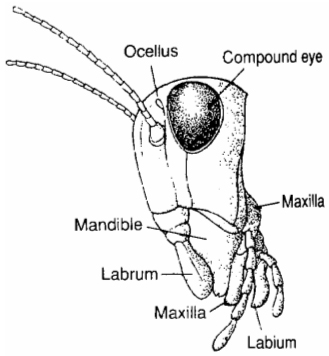 Ocellus
Compound eye
Maxilla
Mandible
Labrum
Maxilla
Labium